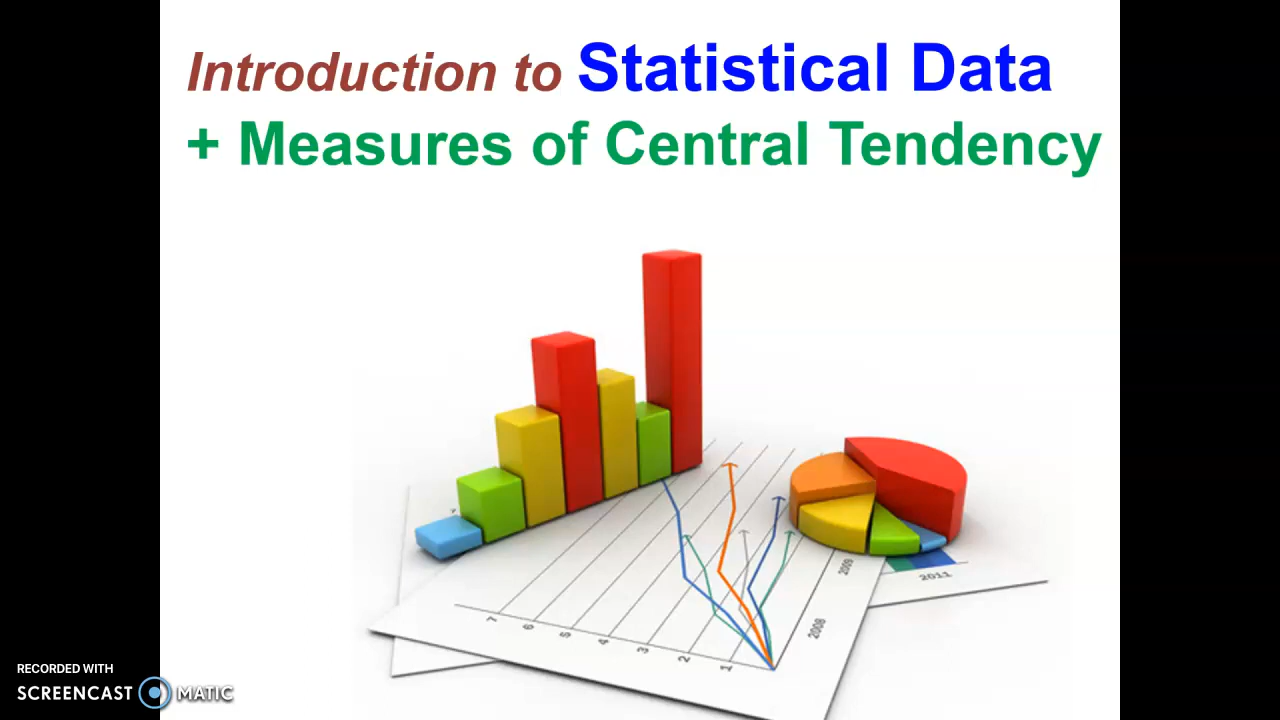 Introduction to Statistical Data
+ Measures of Central Tendency
7
6
5
4
3
2
1
2008
2009
2011
RECORDED WITH
SCREENCAST MATIC